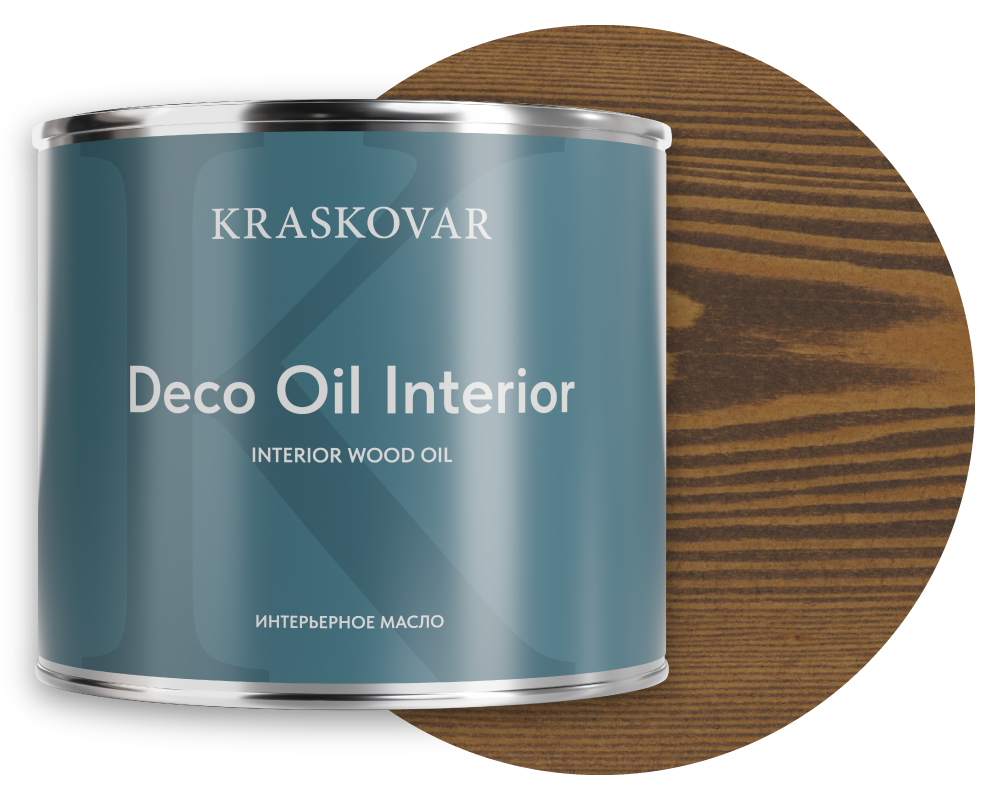 KRASKOVAR
Deco Oil Interior
INTERIOR WOOD OIL
ИНТЕРЬЕРНОЕ МАСЛО